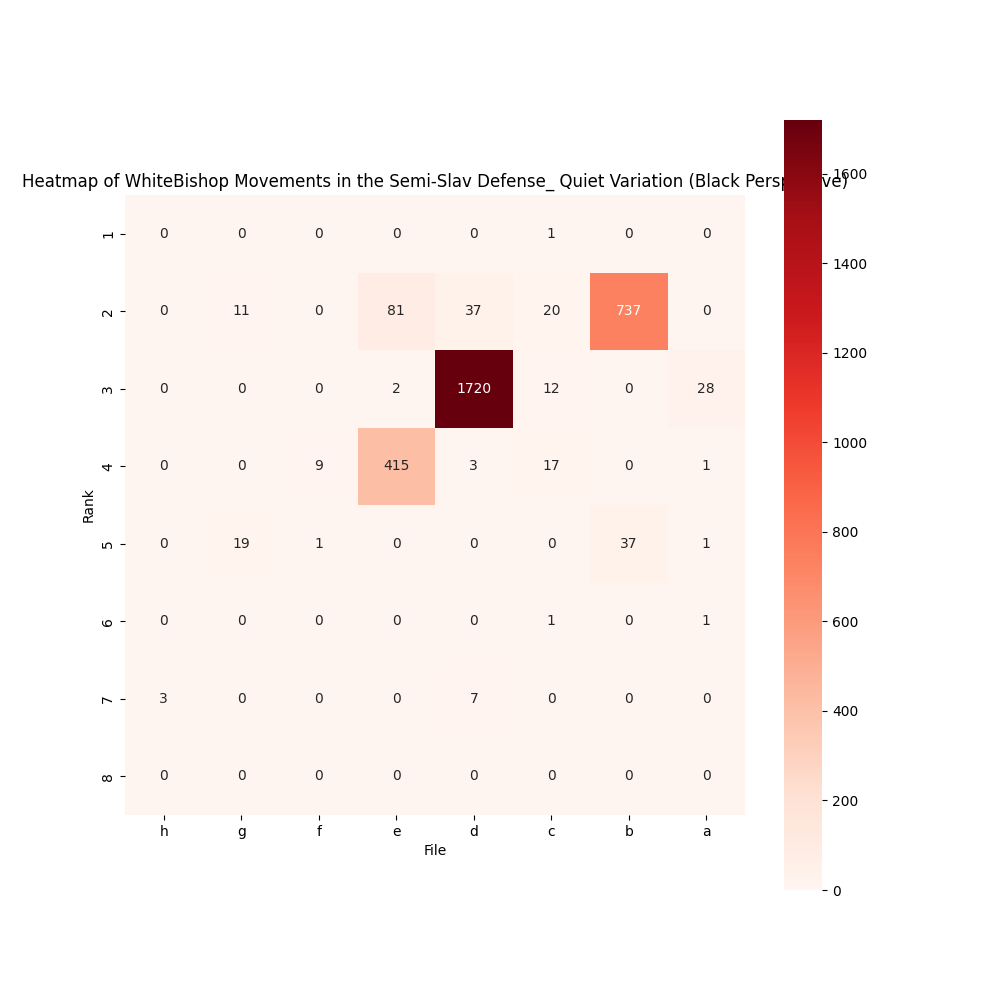 Heatmap of WhiteBishop Movements in the Semi-Slav Defense_ Quiet Variation (Black Perspective)
1 0 0 0 0 0 1 0 0
2 0 11 0 81 37 20 737 0
3 0 0 0 2 1720 12 0 28
4 0 0 9 415 3 17 0 1
5 0 19 1 0 0 0 37 1
6 0 0 0 0 0 1 0 1
7 3 0 0 0 7 0 0 0
8 0 0 0 0 0 0 0 0
Rank
h g f e d c b a
File
1600
1400
1200
1000
800
600
400
200
0